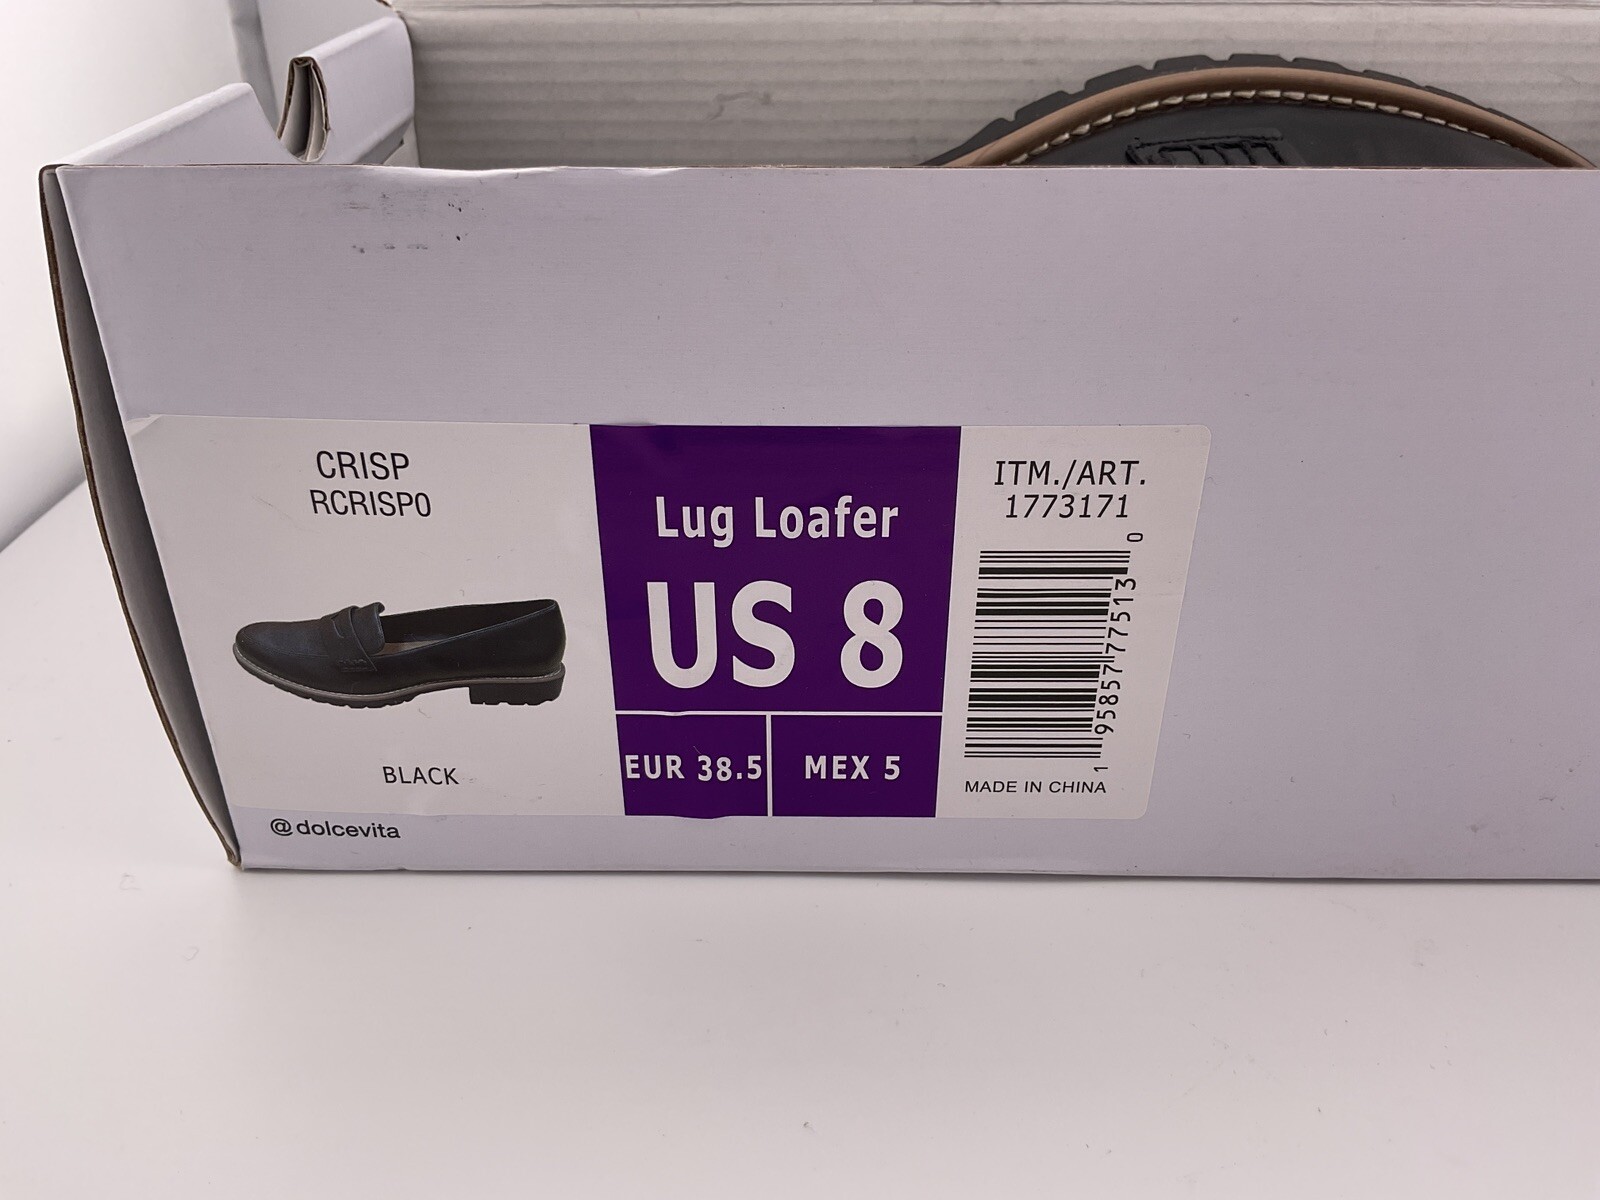 CRISP
RCRISPO
BLACK
@dolcevita
Lug Loafer
US 8
EUR 38.5
MEX 5
ITM./ART.
1773171
1 95857 77513 0
MADE IN CHINA